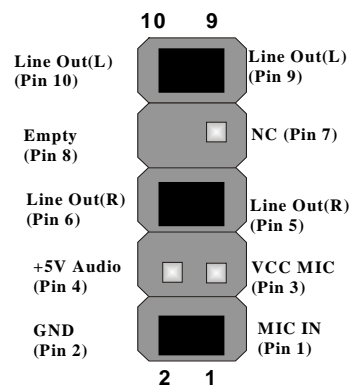 10 9
Line Out(L)
(Pin 10)
Line Out(L)
(Pin 9)
Empty
(Pin 8)
NC (Pin 7)
Line Out(R)
(Pin 6)
Line Out(R)
(Pin 5)
+5V Audio
(Pin 4)
VCC MIC
(Pin 3)
GND
(Pin 2)
MIC IN
(Pin 1)
2 1